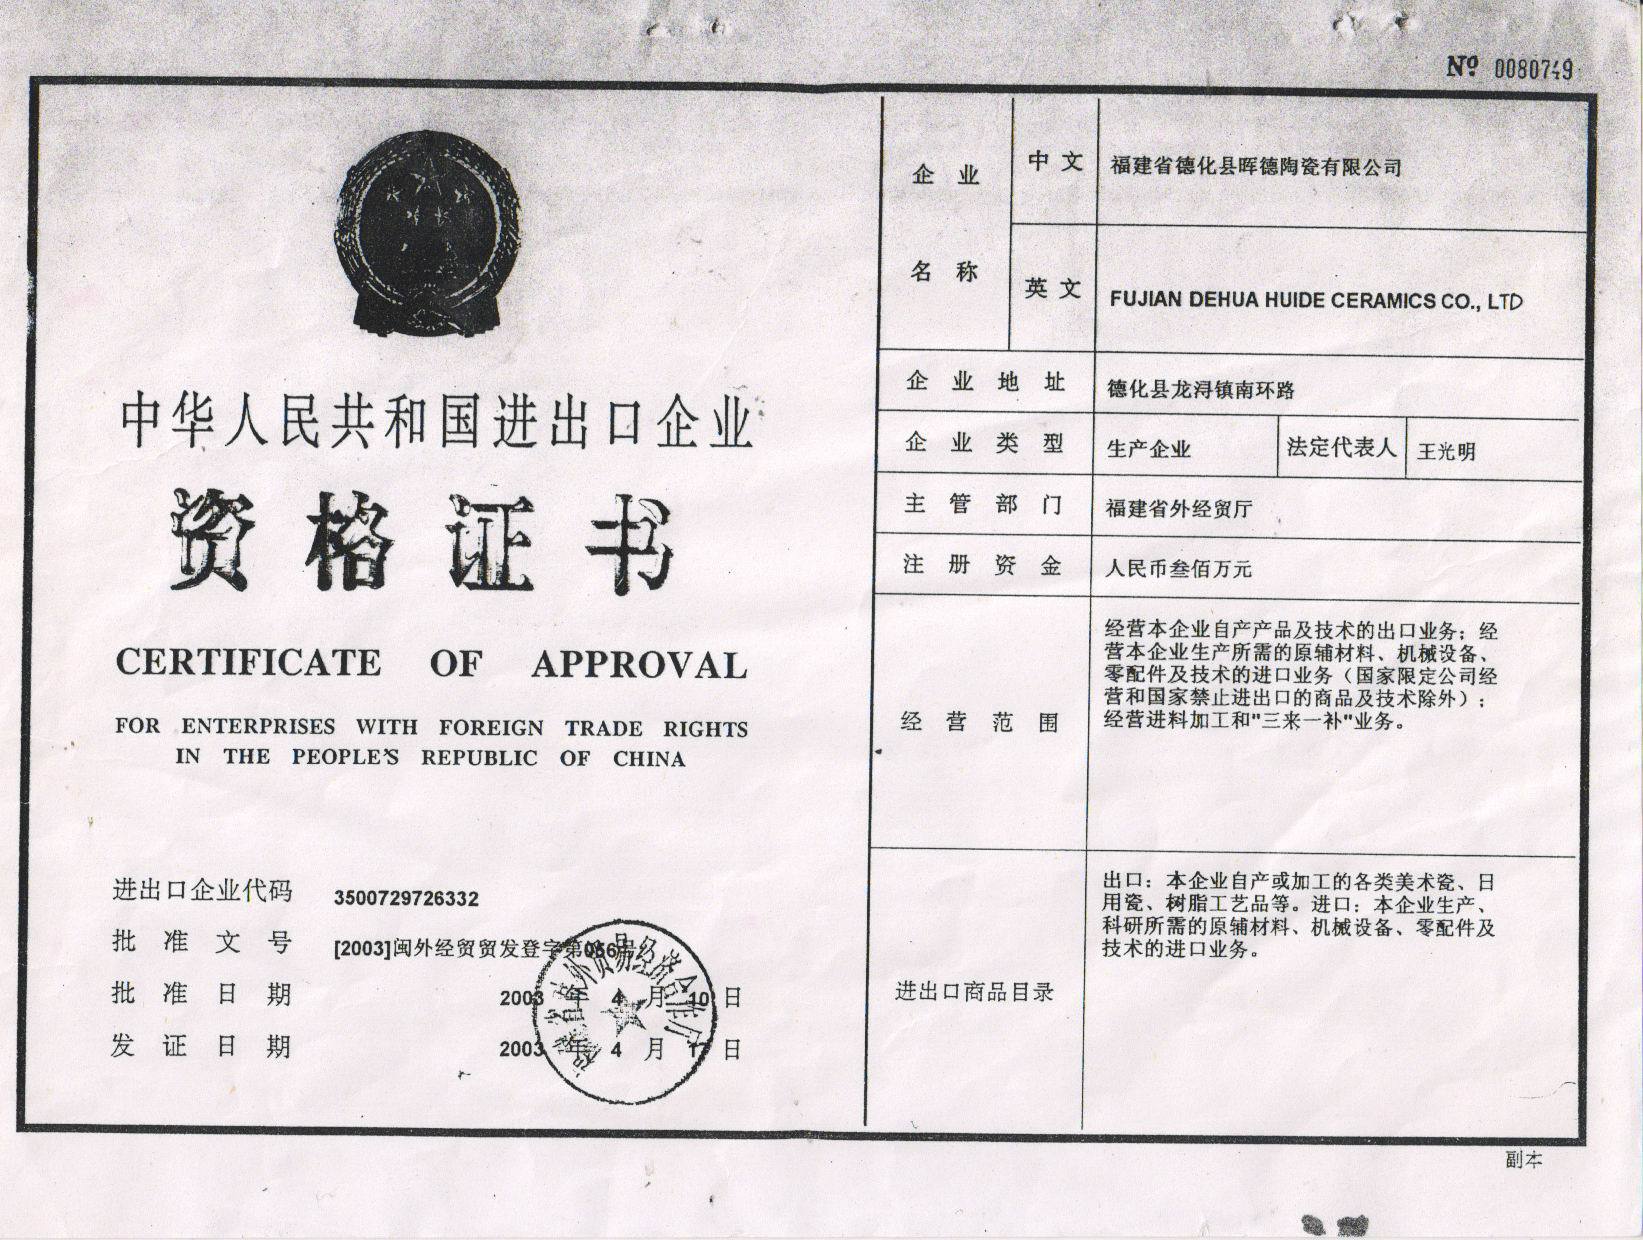 Nº 0080749
中华人民共和国进出口企业
资格证书
CERTIFICATE OF APPROVAL
FOR ENTERPRISES WITH FOREIGN TRADE RIGHTS
IN THE PEOPLE'S REPUBLIC OF CHINA
进出口企业代码 3500729726332
批准文号 [2003]闽外经贸贸发登字第066号
批准日期 2003 年 4 月 10 日
发证日期 2003 年 4 月 17 日
企业名称
中文 福建省德化县晖德陶瓷有限公司
英文 FUJIAN DEHUA HUIDE CERAMICS CO., LTD
企业地址 德化县龙浔镇南环路
企业类型 生产企业 法定代表人 王光明
主管部门 福建省外经贸厅
注册资金 人民币叁佰万元
经营范围
经营本企业自产产品及技术的出口业务；经
营本企业生产所需的原辅材料、机械设备、
零配件及技术的进口业务（国家限定公司经
营和国家禁止进出口的商品及技术除外）；
经营进料加工和"三来一补"业务。
进出口商品目录
出口：本企业自产或加工的各类美术瓷、日
用瓷、树脂工艺品等。进口：本企业生产、
科研所需的原辅材料、机械设备、零配件及
技术的进口业务。
副本